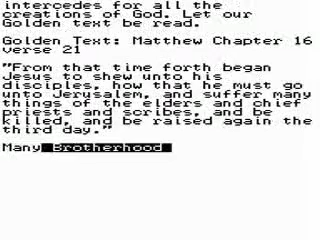 intercedes for all the
creations of God. Let our
Golden text be read.
Golden Text: Matthew Chapter 16
verse 21
"From that time forth began
Jesus to shew unto his
disciples, how that he must go
unto Jerusalem, and suffer many
things of the elders and chief
priests and scribes, and be
killed, and be raised again the
third day."
Many Brotherhood